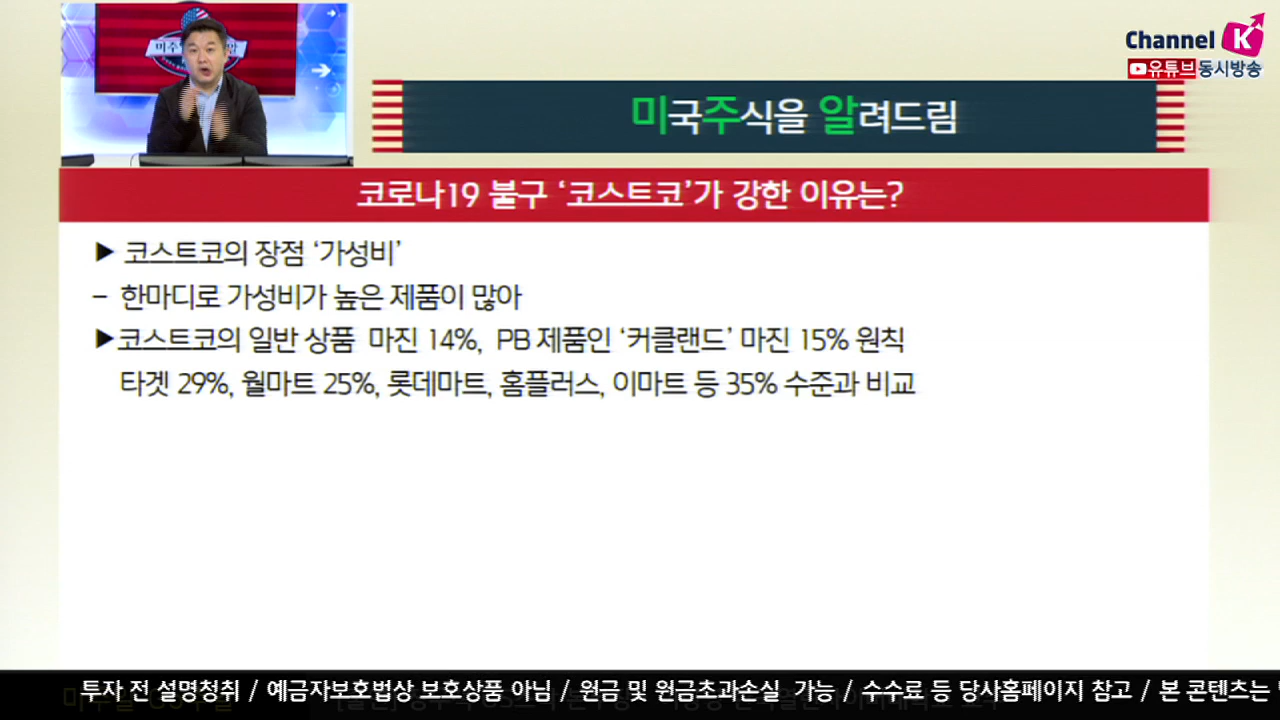 Channel K
유튜브동시방송
미국주식을 알려드림
코로나19 불구 ‘코스트코’가 강한 이유는?
▶ 코스트코의 장점 ‘가성비’
– 한마디로 가성비가 높은 제품이 많아
▶코스트코의 일반 상품 마진 14%, PB 제품인 ‘커클랜드’ 마진 15% 원칙
타겟 29%, 월마트 25%, 롯데마트, 홈플러스, 이마트 등 35% 수준과 비교
투자 전 설명청취 / 예금자보호법상 보호상품 아님 / 원금 및 원금초과손실 가능 / 수수료 등 당사홈페이지 참고 / 본 콘텐츠는